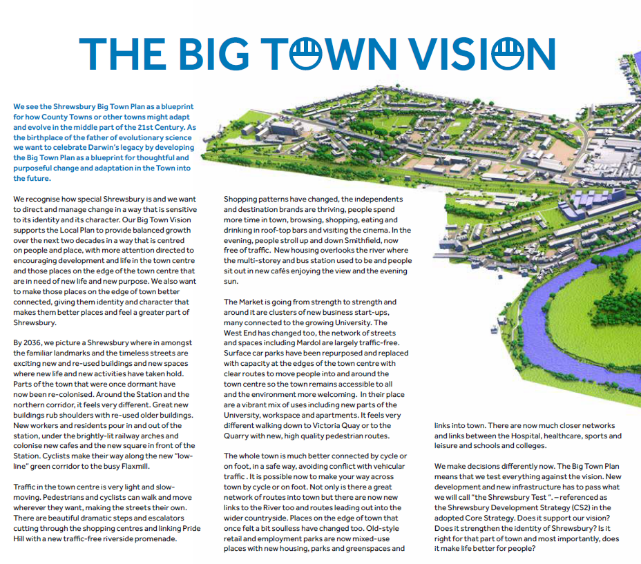 THE BIG TOWN VISION
We see the Shrewsbury Big Town Plan as a blueprint
for how County Towns or other towns might adapt
and evolve in the middle part of the 21st Century. As
the birthplace of the father of evolutionary science
we want to celebrate Darwin's legacy by developing
the Big Town Plan as a blueprint for thoughtful and
purposeful change and adaptation in the Town into
the future.
We recognise how special Shrewsbury is and we want
to direct and manage change in a way that is sensitive
to its identity and its character. Our Big Town Vision
supports the Local Plan to provide balanced growth
over the next two decades in a way that is centred
on people and place, with more attention directed to
encouraging development and life in the town centre
and those places on the edge of the town centre that
are in need of new life and new purpose. We also want
to make those places on the edge of town better
connected, giving them identity and character that
makes them better places and feel a greater part of
Shrewsbury.
By 2036, we picture a Shrewsbury where in amongst
the familiar landmarks and the timeless streets are
exciting new and re-used buildings and new spaces
where new life and new activities have taken hold.
Parts of the town that were once dormant have
now been re-colonised. Around the Station and the
northern corridor, it feels very different. Great new
buildings rub shoulders with re-used older buildings.
New workers and residents pour in and out of the
station, under the brightly-lit railway arches and
colonise new cafes and the new square in front of the
Station. Cyclists make their way along the new "low-
line" green corridor to the busy Flaxmill.
Traffic in the town centre is very light and slow-
moving. Pedestrians and cyclists can walk and move
wherever they want, making the streets their own.
There are beautiful dramatic steps and escalators
cutting through the shopping centres and linking Pride
Hill with a new traffic-free riverside promenade.
Shopping patterns have changed, the independents
and destination brands are thriving, people spend
more time in town, browsing, shopping, eating and
drinking in roof-top bars and visiting the cinema. In the
evening, people stroll up and down Smithfield, now
free of traffic. New housing overlooks the river where
the multi-storey and bus station used to be and people
sit out in new cafés enjoying the view and the evening
sun.
The Market is going from strength to strength and
around it are clusters of new business start-ups,
many connected to the growing University. The
West End has changed too, the network of streets
and spaces including Mardol are largely traffic-free.
Surface car parks have been repurposed and replaced
with capacity at the edges of the town centre with
clear routes to move people into and around the
town centre so the town remains accessible to all
and the environment more welcoming. In their place
are a vibrant mix of uses including new parts of the
University, workspace and apartments. It feels very
different walking down to Victoria Quay or to the
Quarry with new, high quality pedestrian routes.
The whole town is much better connected by cycle or
on foot, in a safe way, avoiding conflict with vehicular
traffic . It is possible now to make your way across
town by cycle or on foot. Not only is there a great
network of routes into town – but there are now new
links to the River too and routes leading out into the
wider countryside. Places on the edge of town that
once felt a bit soulless have changed too. Old-style
retail and employment parks are now mixed-use
places with new housing, parks and greenspaces and
links into town. There are now much closer networks
and links between the Hospital, healthcare, sports and
leisure and schools and colleges.
We make decisions differently now. The Big Town Plan
means that we test everything against the vision. New
development and new infrastructure has to pass what
we will call "the Shrewsbury Test ". – referenced as
the Shrewsbury Development Strategy (CS2) in the
adopted Core Strategy. Does it support our vision?
Does it strengthen the identity of Shrewsbury? Is it
right for that part of town and most importantly, does
it make life better for people?